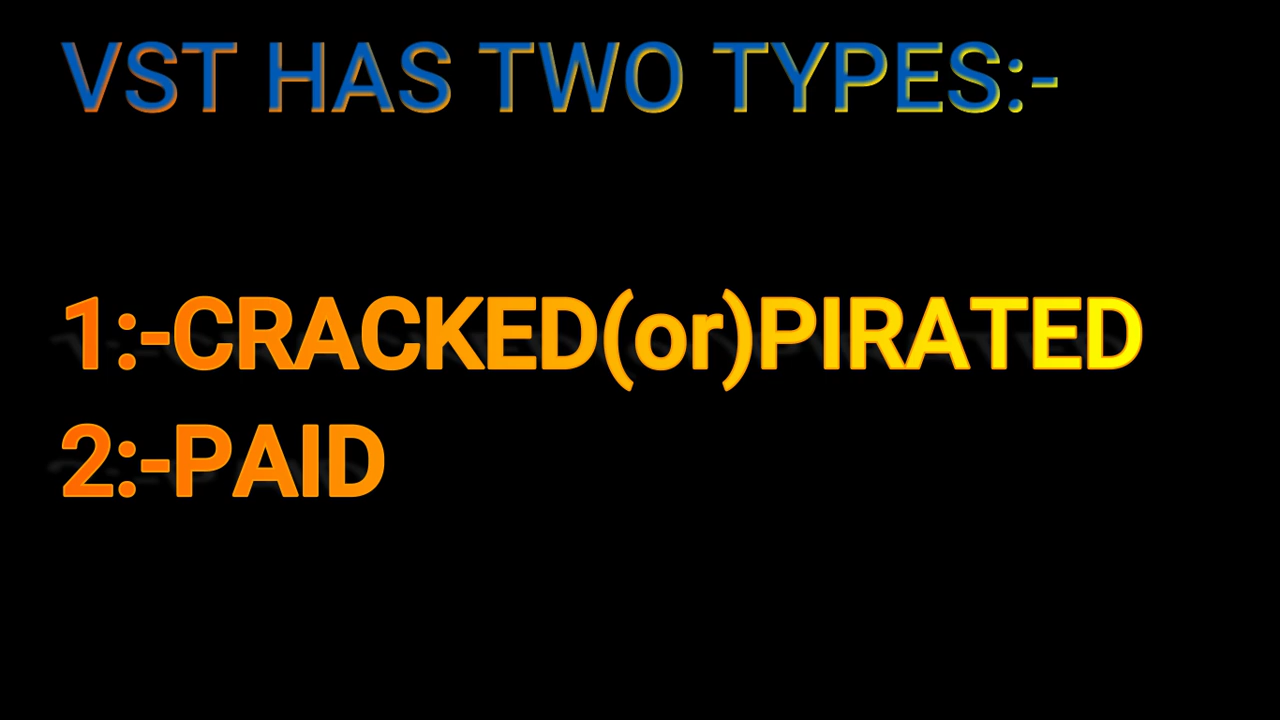 VST HAS TWO TYPES:-
1:-CRACKED(or)PIRATED
2:-PAID